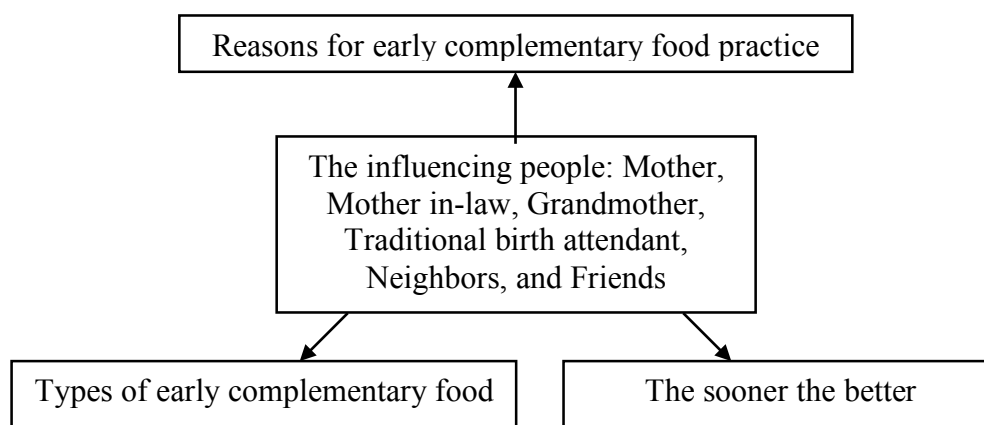 Reasons for early complementary food practice
The influencing people: Mother,
Mother in-law, Grandmother,
Traditional birth attendant,
Neighbors, and Friends
Types of early complementary food
The sooner the better